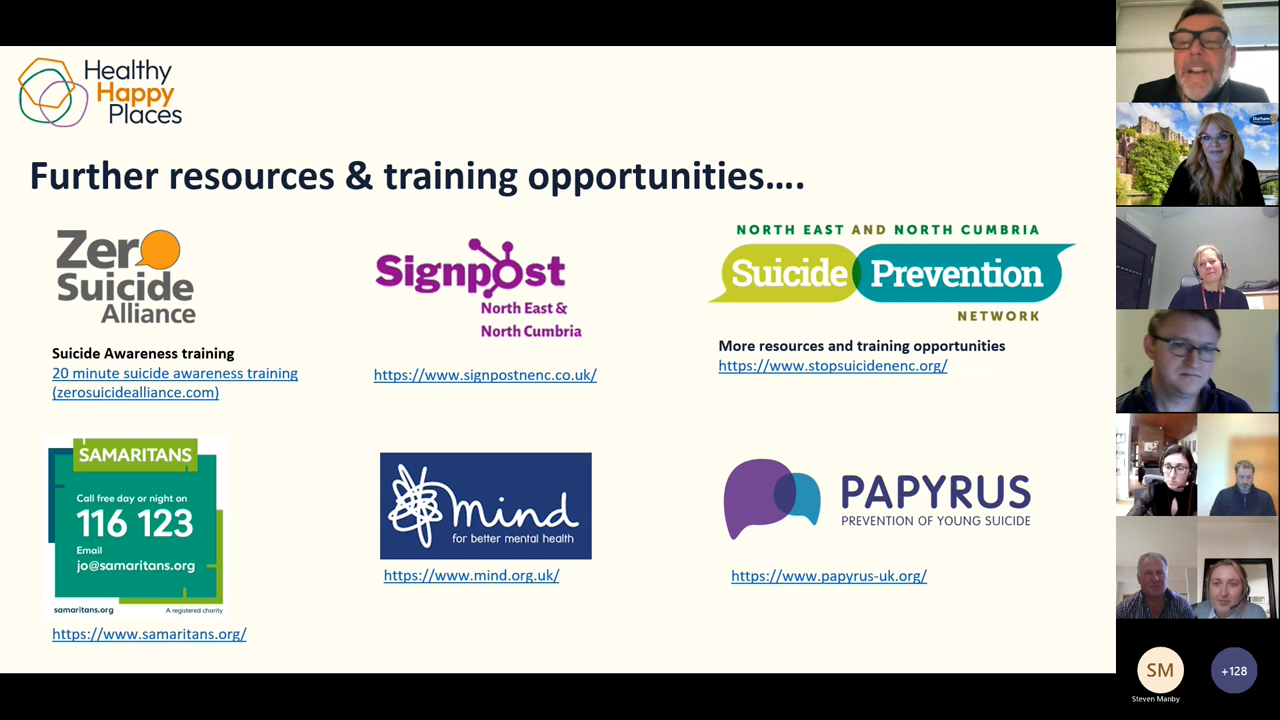 Healthy
Happy
Places
Further resources & training opportunities....
Zero
Suicide
Alliance
Suicide Awareness training
20 minute suicide awareness training
(zerosuicidealliance.com)
Signpost
North East &
North Cumbria
https://www.signpostnenc.co.uk/
NORTH EAST AND NORTH CUMBRIA
Suicide Prevention
NETWORK
More resources and training opportunities
https://www.stopsuicidenenc.org/
SAMARITANS
Call free day or night on
116 123
Email
jo@samaritans.org
samaritans.org A registered charity
https://www.samaritans.org/
mind
for better mental health
https://www.mind.org.uk/
PAPYRUS
PREVENTION OF YOUNG SUICIDE
https://www.papyrus-uk.org/
Durham
SM
+128
Steven Manby